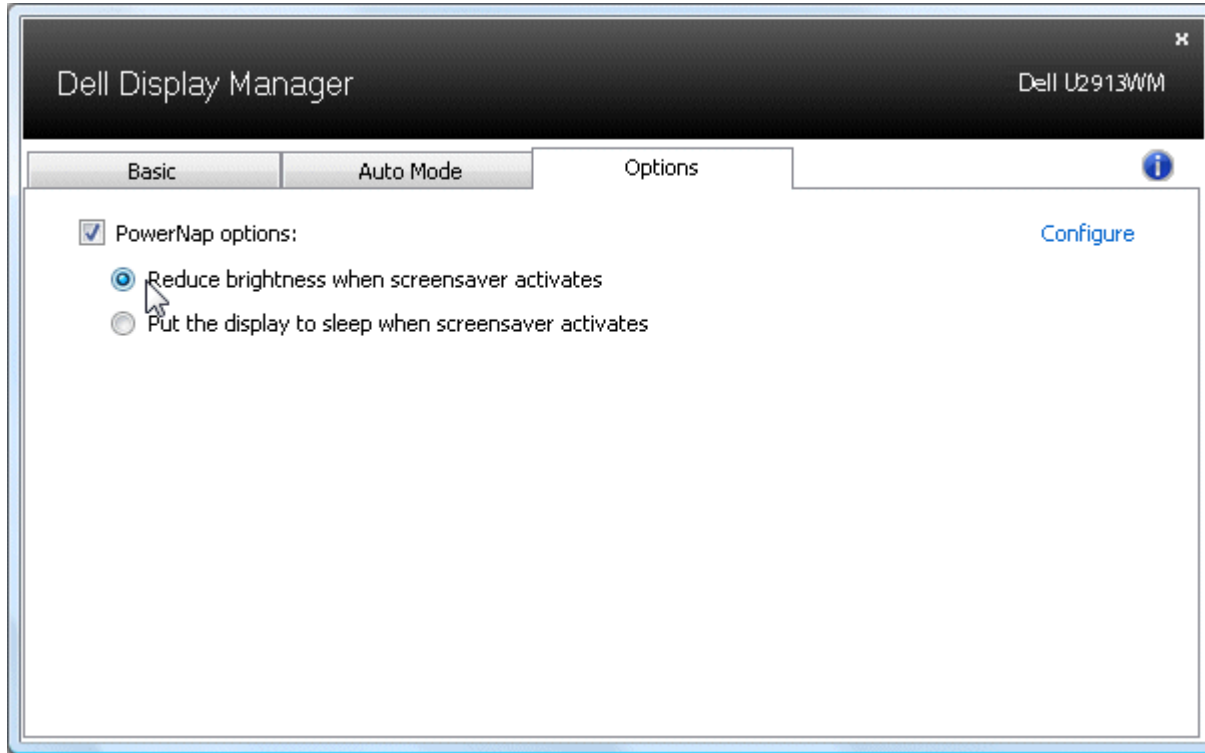 Dell Display Manager
Dell U2913WM
Basic
Auto Mode
Options
PowerNap options:
Configure
Reduce brightness when screensaver activates
Put the display to sleep when screensaver activates